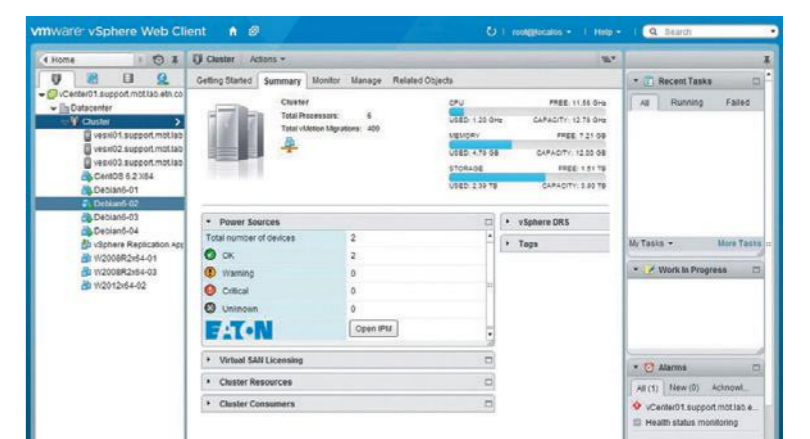 vmware vSphere Web Client
root@localos
Help
Search
Home
vCenter01.support.mbt.lab.etn.co
Datacenter
Cluster
vesxi01.support.mbt.lab
vesxi02.support.mbt.lab
vesxi03.support.mbt.lab
CentOS 6.2 X64
Debian6-01
Debian6-02
Debian6-03
Debian6-04
vSphere Replication App
W2008R2x64-01
W2008R2x64-03
W2012x64-02
Cluster Actions
Getting Started Summary Monitor Manage Related Objects
Cluster
Total Processors: 6
Total vMotion Migrations: 409
CPU FREE: 11.58 GHz
USED: 1.20 GHz CAPACITY: 12.78 GHz
MEMORY FREE: 7.21 GB
USED: 4.79 GB CAPACITY: 12.00 GB
STORAGE FREE: 1.51 TB
USED: 2.39 TB CAPACITY: 3.90 TB
Power Sources
Total number of devices 2
OK 2
Warning 0
Critical 0
Unknown 0
EATON Open IPM
Virtual SAN Licensing
Cluster Resources
Cluster Consumers
vSphere DRS
Tags
Recent Tasks
All Running Failed
My Tasks More Tasks
Work In Progress
Alarms
All (1) New (0) Acknowl...
vCenter01.support.mbt.lab.e...
Health status monitoring